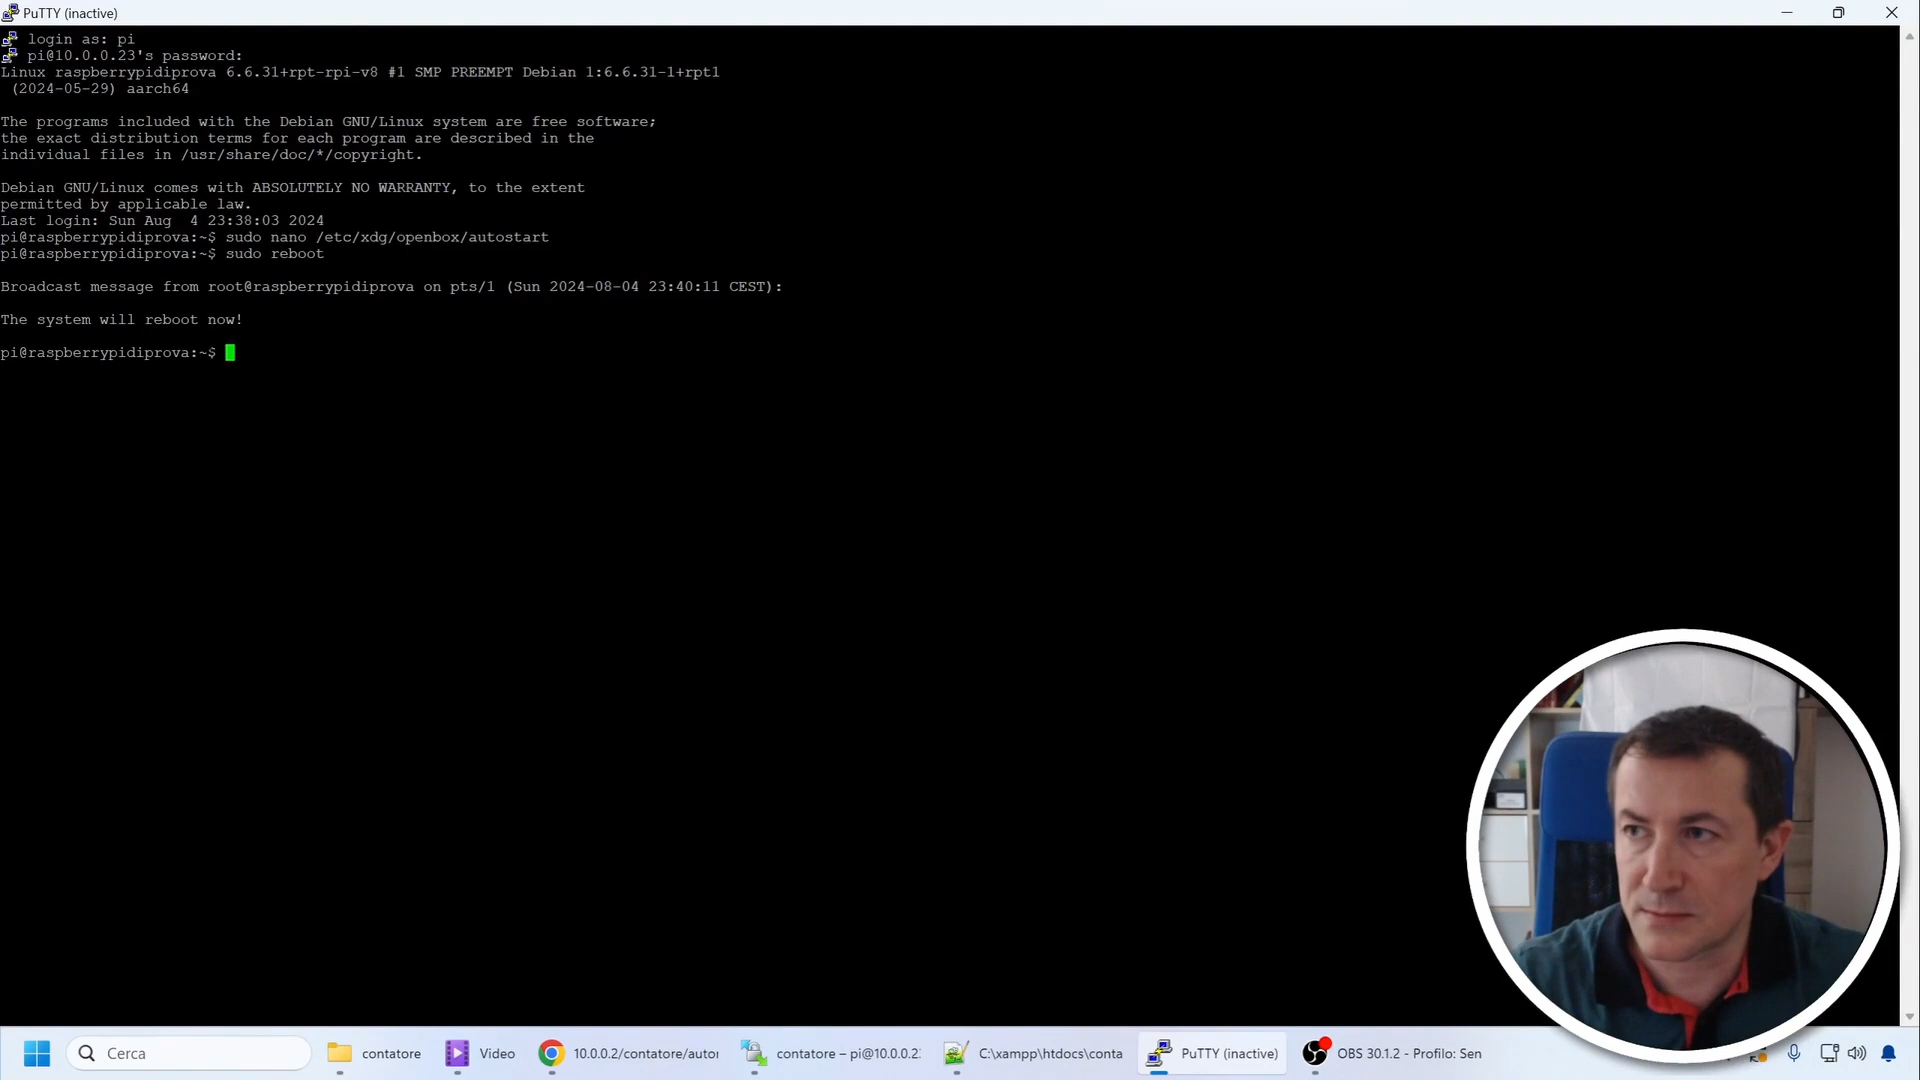 PuTTY (inactive)
login as: pi
pi@10.0.0.23's password:
Linux raspberrypidiprova 6.6.31+rpt-rpi-v8 #1 SMP PREEMPT Debian 1:6.6.31-1+rpt1
(2024-05-29) aarch64
The programs included with the Debian GNU/Linux system are free software;
the exact distribution terms for each program are described in the
individual files in /usr/share/doc/*/copyright.
Debian GNU/Linux comes with ABSOLUTELY NO WARRANTY, to the extent
permitted by applicable law.
Last login: Sun Aug  4 23:38:03 2024
pi@raspberrypidiprova:~$ sudo nano /etc/xdg/openbox/autostart
pi@raspberrypidiprova:~$ sudo reboot
Broadcast message from root@raspberrypidiprova on pts/1 (Sun 2024-08-04 23:40:11 CEST):
The system will reboot now!
pi@raspberrypidiprova:~$
Cerca contatore Video 10.0.0.2/contatore/autor contatore – pi@10.0.0.2 C:\xampp\htdocs\conta PuTTY (inactive) OBS 30.1.2 - Profilo: Sen